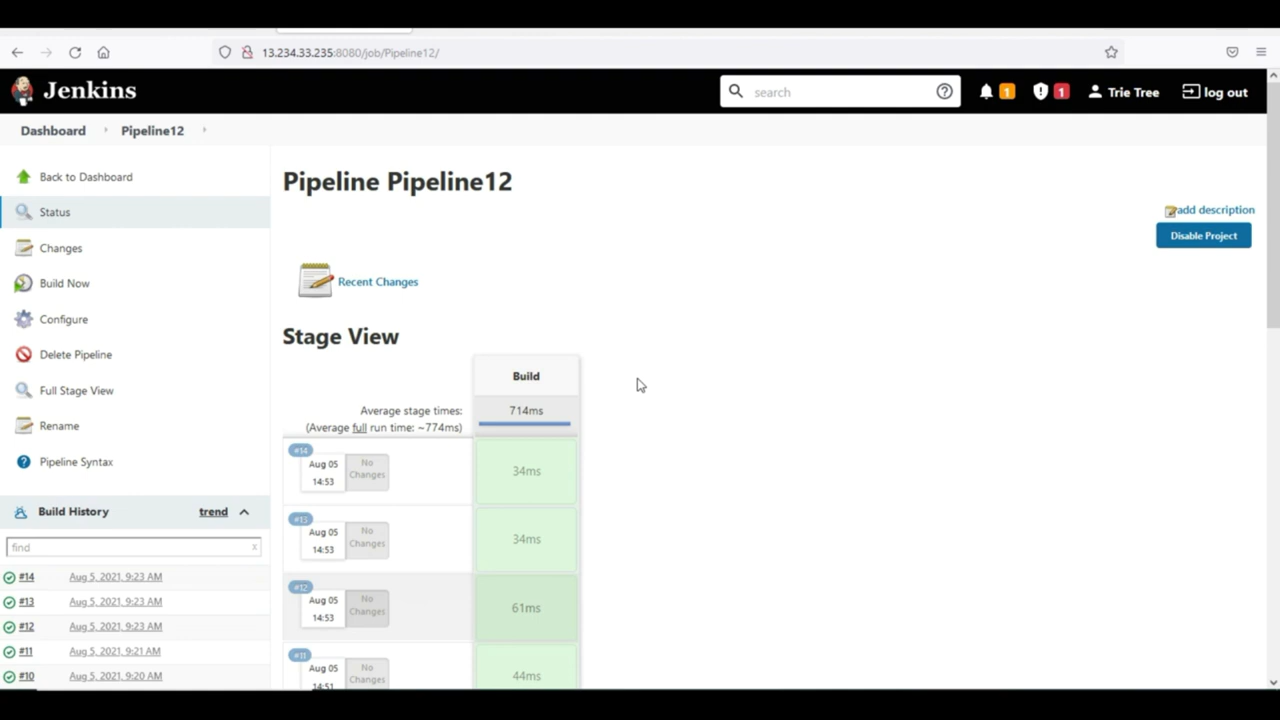 13.234.33.235:8080/job/Pipeline12/
Jenkins
search
1
1
Trie Tree
log out
Dashboard
Pipeline12
Back to Dashboard
Status
Changes
Build Now
Configure
Delete Pipeline
Full Stage View
Rename
Pipeline Syntax
Build History
trend
find
x
#14 Aug 5, 2021, 9:23 AM
#13 Aug 5, 2021, 9:23 AM
#12 Aug 5, 2021, 9:23 AM
#11 Aug 5, 2021, 9:21 AM
#10 Aug 5, 2021, 9:20 AM
Pipeline Pipeline12
add description
Disable Project
Recent Changes
Stage View
Build
Average stage times:
(Average full run time: ~774ms)
714ms
#14
Aug 05
14:53
No
Changes
34ms
#13
Aug 05
14:53
No
Changes
34ms
#12
Aug 05
14:53
No
Changes
61ms
#11
Aug 05
14:51
No
Changes
44ms